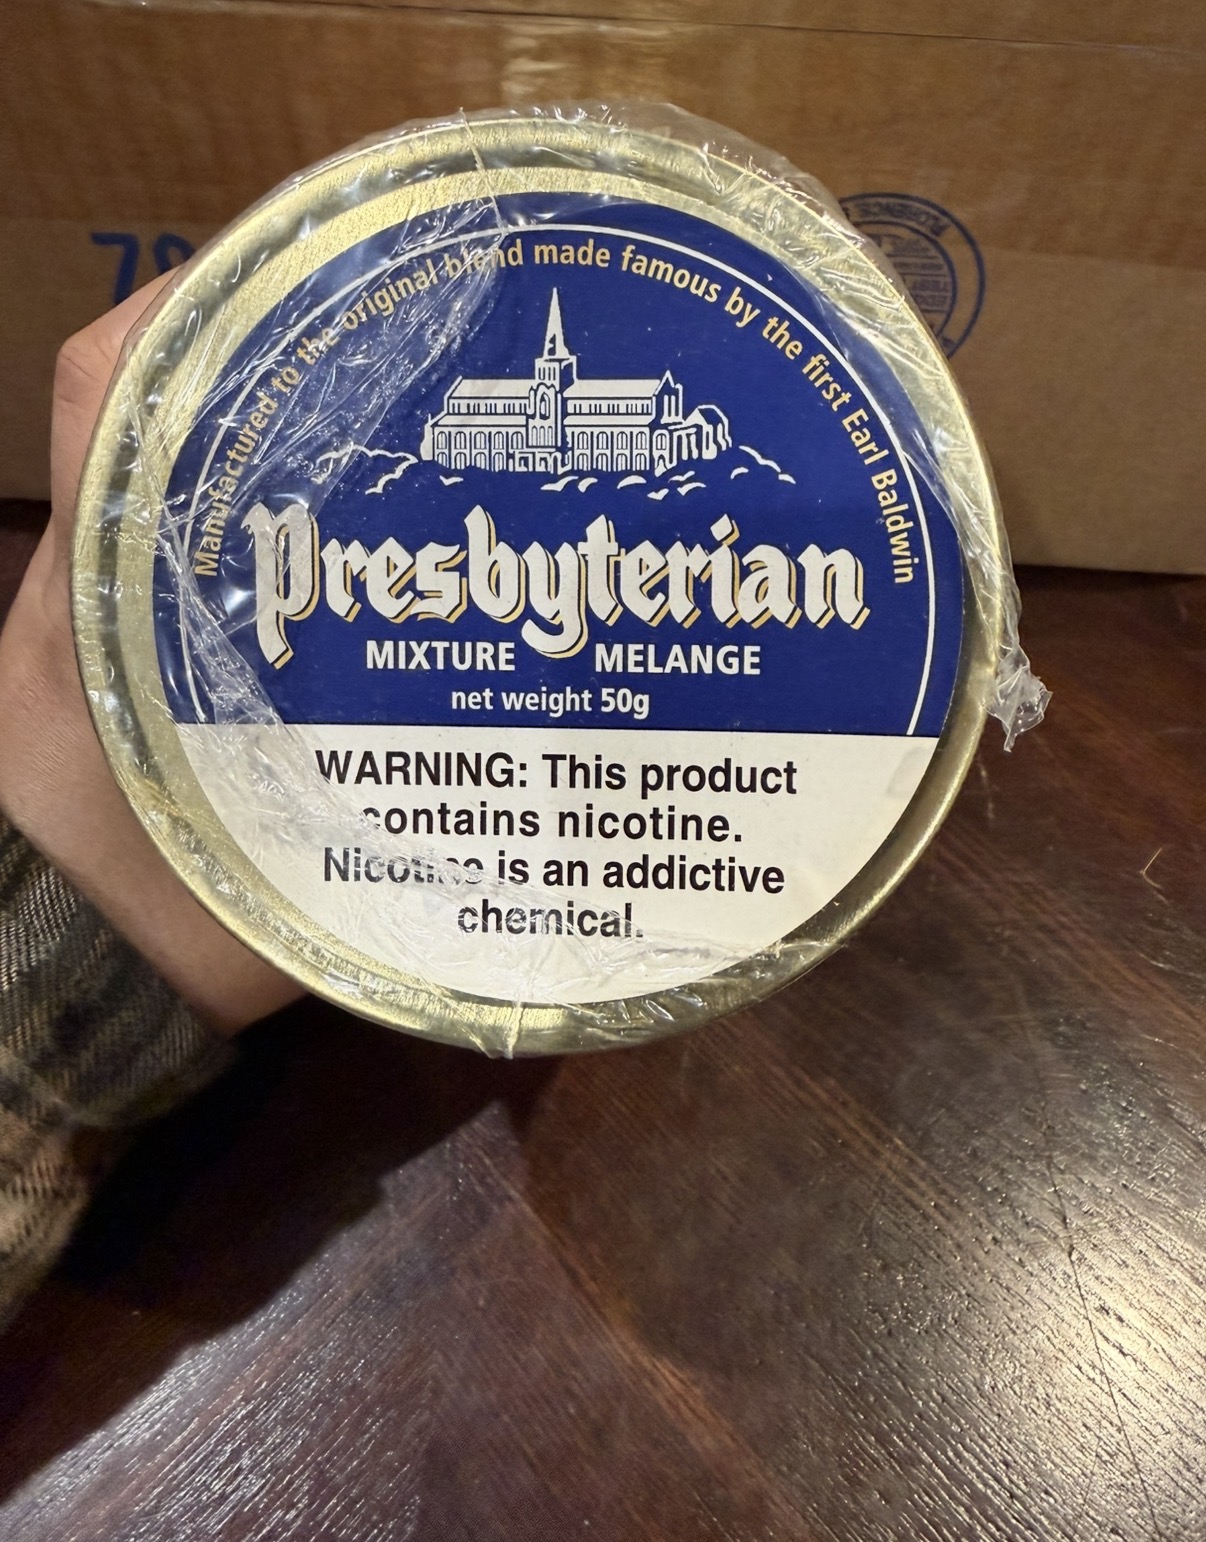 Manufactured to the original blend made famous by the first Earl Baldwin
Presbyterian
MIXTURE MELANGE
net weight 50g
WARNING: This product
contains nicotine.
Nicotine is an addictive
chemical.